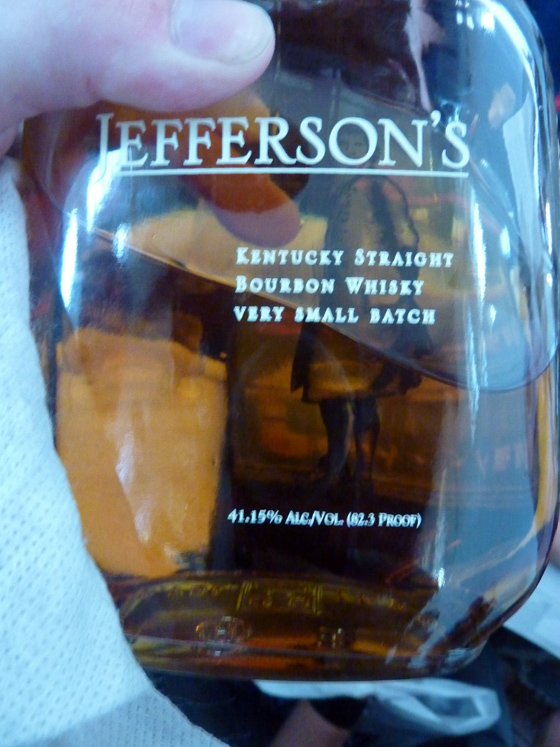 JEFFERSON'S
KENTUCKY STRAIGHT
BOURBON WHISKY
VERY SMALL BATCH
41.15% ALC./VOL. (82.3 PROOF)